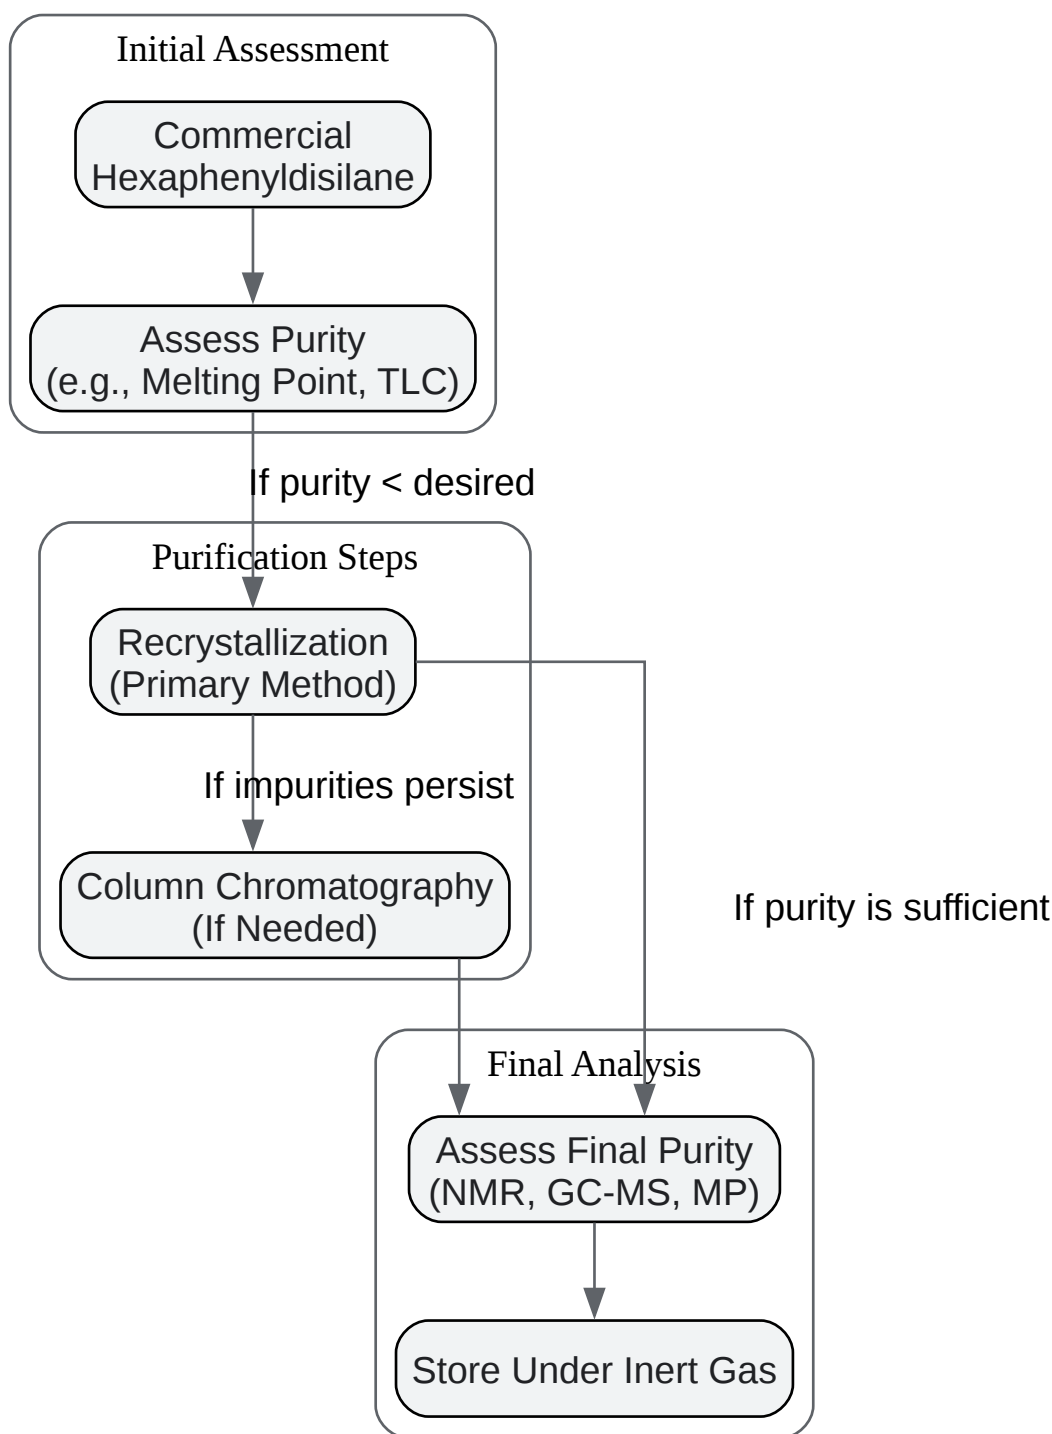 Initial Assessment
Commercial
Hexaphenyldisilane
Assess Purity
(e.g., Melting Point, TLC)
If purity < desired
Purification Steps
Recrystallization
(Primary Method)
If impurities persist
Column Chromatography
(If Needed)
If purity is sufficient
Final Analysis
Assess Final Purity
(NMR, GC-MS, MP)
Store Under Inert Gas